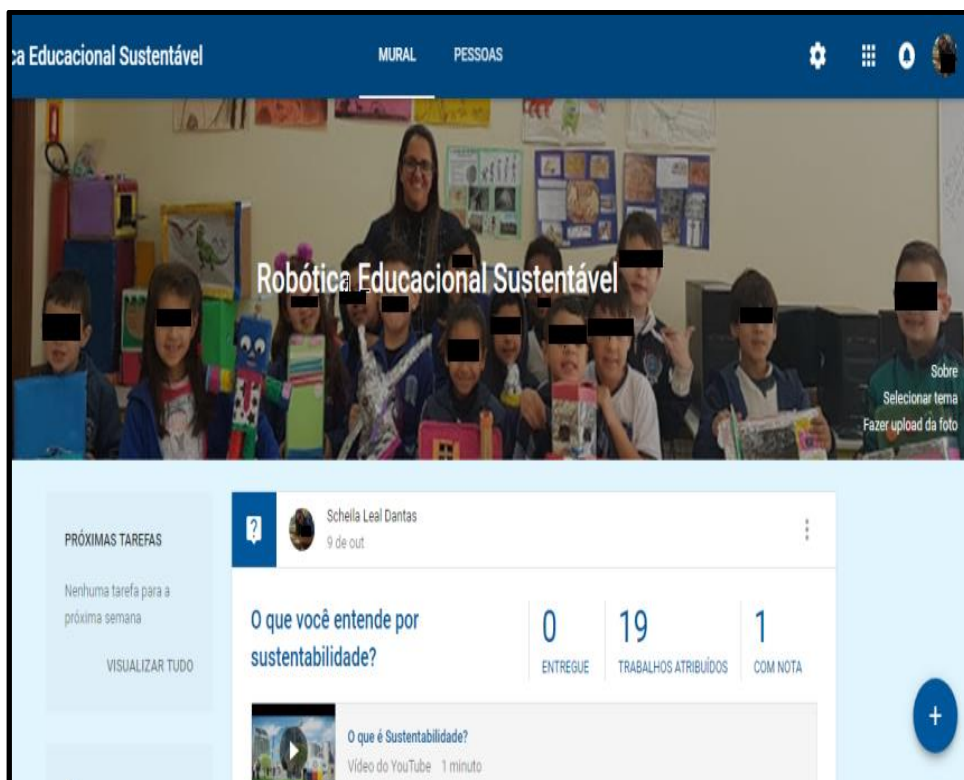 ca Educacional Sustentável
MURAL PESSOAS
Robótica Educacional Sustentável
Sobre
Selecionar tema
Fazer upload da foto
PRÓXIMAS TAREFAS
Nenhuma tarefa para a
próxima semana
VISUALIZAR TUDO
Scheila Leal Dantas
9 de out
O que você entende por
sustentabilidade?
0
ENTREGUE
19
TRABALHOS ATRIBUÍDOS
1
COM NOTA
O que é Sustentabilidade?
Vídeo do YouTube 1 minuto